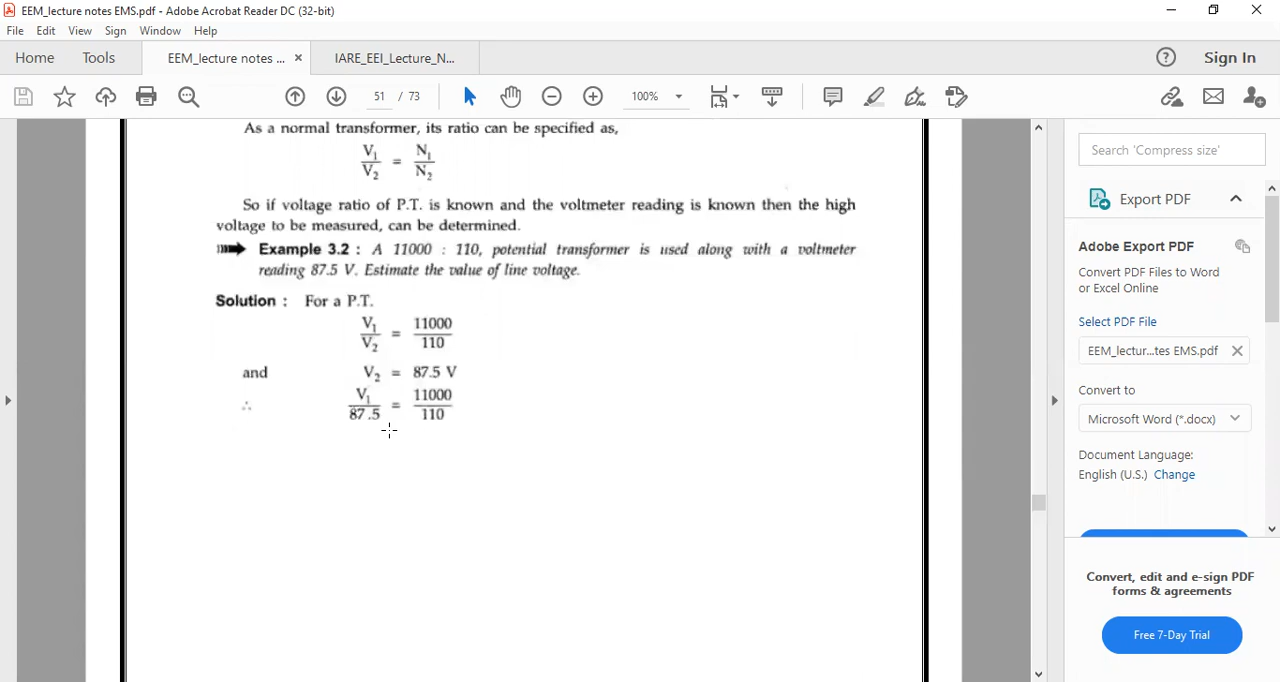 EEM_lecture notes EMS.pdf - Adobe Acrobat Reader DC (32-bit)
File Edit View Sign Window Help
Home Tools EEM_lecture notes ... × IARE_EEI_Lecture_N... Sign In
51 / 73 100%
As a normal transformer, its ratio can be specified as,
V₁/V₂ = N₁/N₂
So if voltage ratio of P.T. is known and the voltmeter reading is known then the high
voltage to be measured, can be determined.
Example 3.2 : A 11000 : 110, potential transformer is used along with a voltmeter
reading 87.5 V. Estimate the value of line voltage.
Solution : For a P.T.
V₁/V₂ = 11000/110
and V₂ = 87.5 V
∴ V₁/87.5 = 11000/110
Search 'Compress size'
Export PDF
Adobe Export PDF
Convert PDF Files to Word
or Excel Online
Select PDF File
EEM_lectur...tes EMS.pdf
Convert to
Microsoft Word (*.docx)
Document Language:
English (U.S.) Change
Convert, edit and e-sign PDF
forms & agreements
Free 7-Day Trial